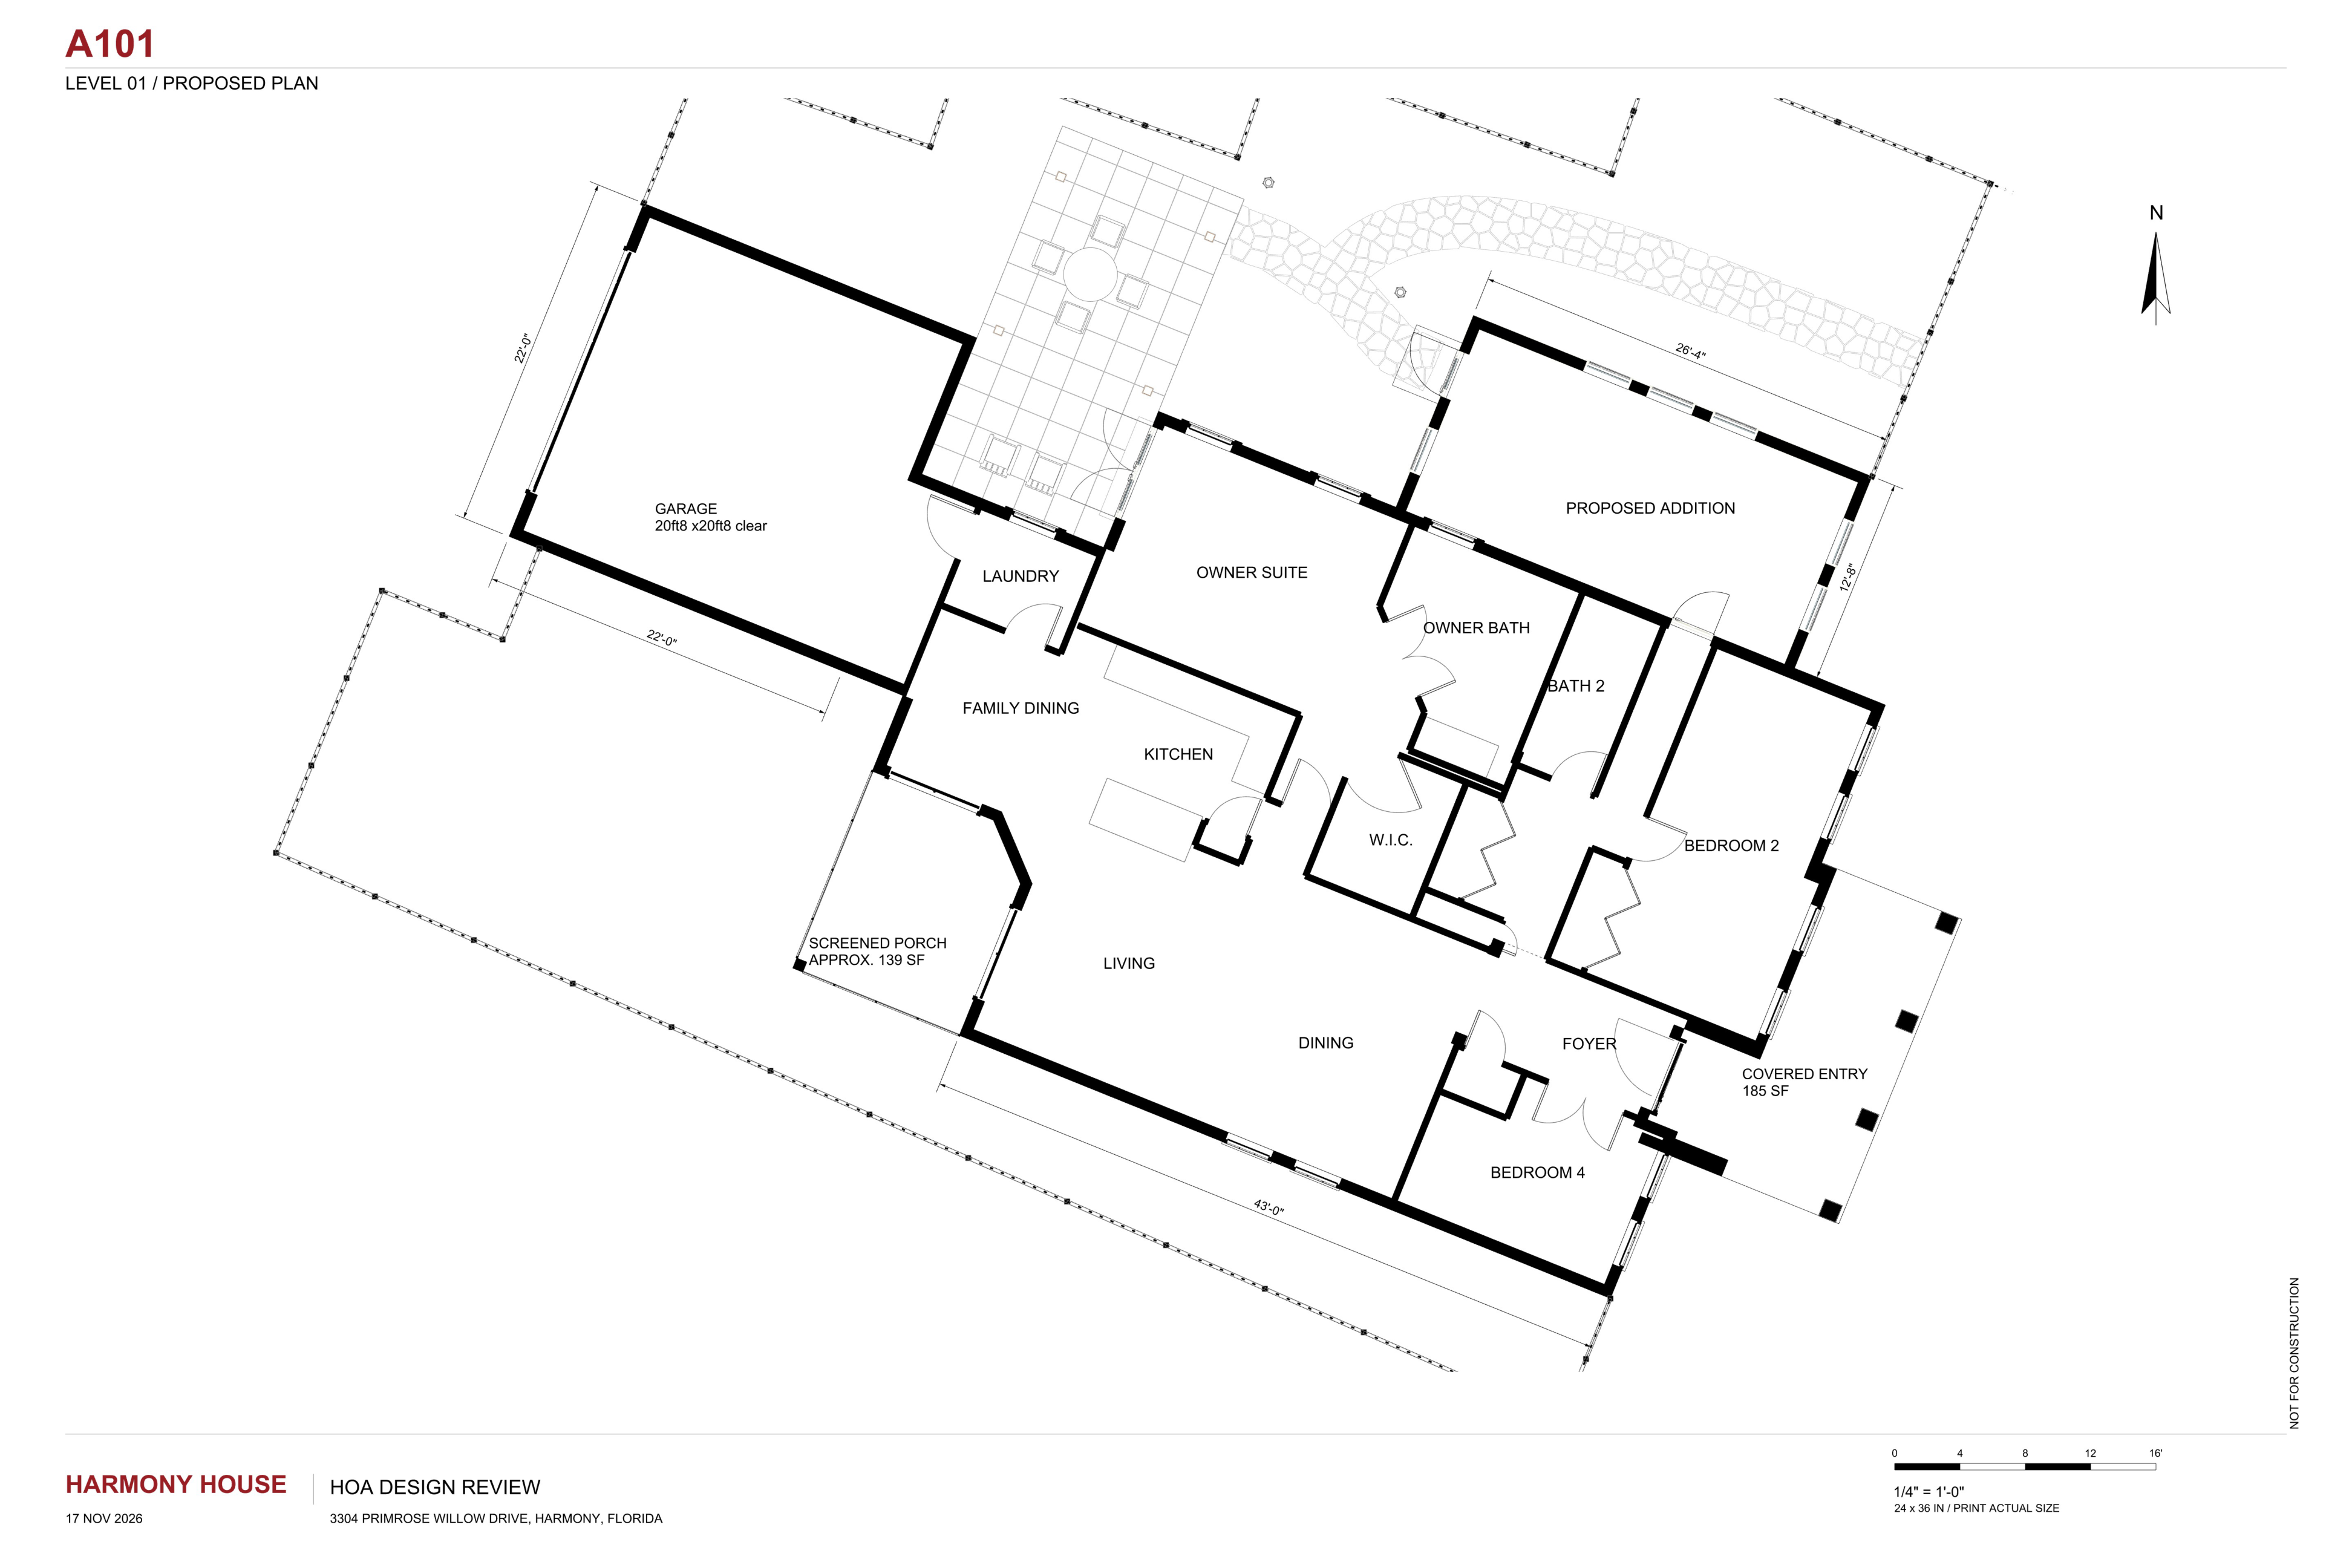 A101
LEVEL 01 / PROPOSED PLAN
N
22'-0"
26'-4"
GARAGE
20ft8 x20ft8 clear
PROPOSED ADDITION
LAUNDRY
OWNER SUITE
12'-8"
22'-0"
OWNER BATH
BATH 2
FAMILY DINING
KITCHEN
W.I.C.
BEDROOM 2
SCREENED PORCH
APPROX. 139 SF
LIVING
DINING
FOYER
COVERED ENTRY
185 SF
BEDROOM 4
43'-0"
NOT FOR CONSTRUCTION
HARMONY HOUSE
17 NOV 2026
HOA DESIGN REVIEW
3304 PRIMROSE WILLOW DRIVE, HARMONY, FLORIDA
0 4 8 12 16'
1/4" = 1'-0"
24 x 36 IN / PRINT ACTUAL SIZE